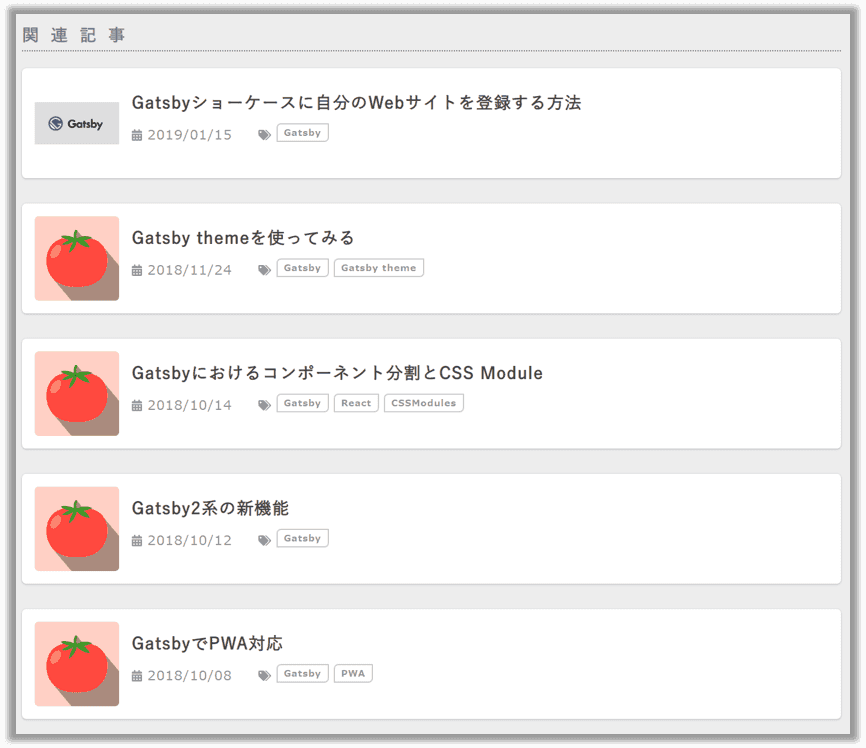 関連記事
Gatsbyショーケースに自分のWebサイトを登録する方法
Gatsby
2019/01/15 Gatsby
Gatsby themeを使ってみる
2018/11/24 Gatsby Gatsby theme
Gatsbyにおけるコンポーネント分割とCSS Module
2018/10/14 Gatsby React CSSModules
Gatsby2系の新機能
2018/10/12 Gatsby
GatsbyでPWA対応
2018/10/08 Gatsby PWA